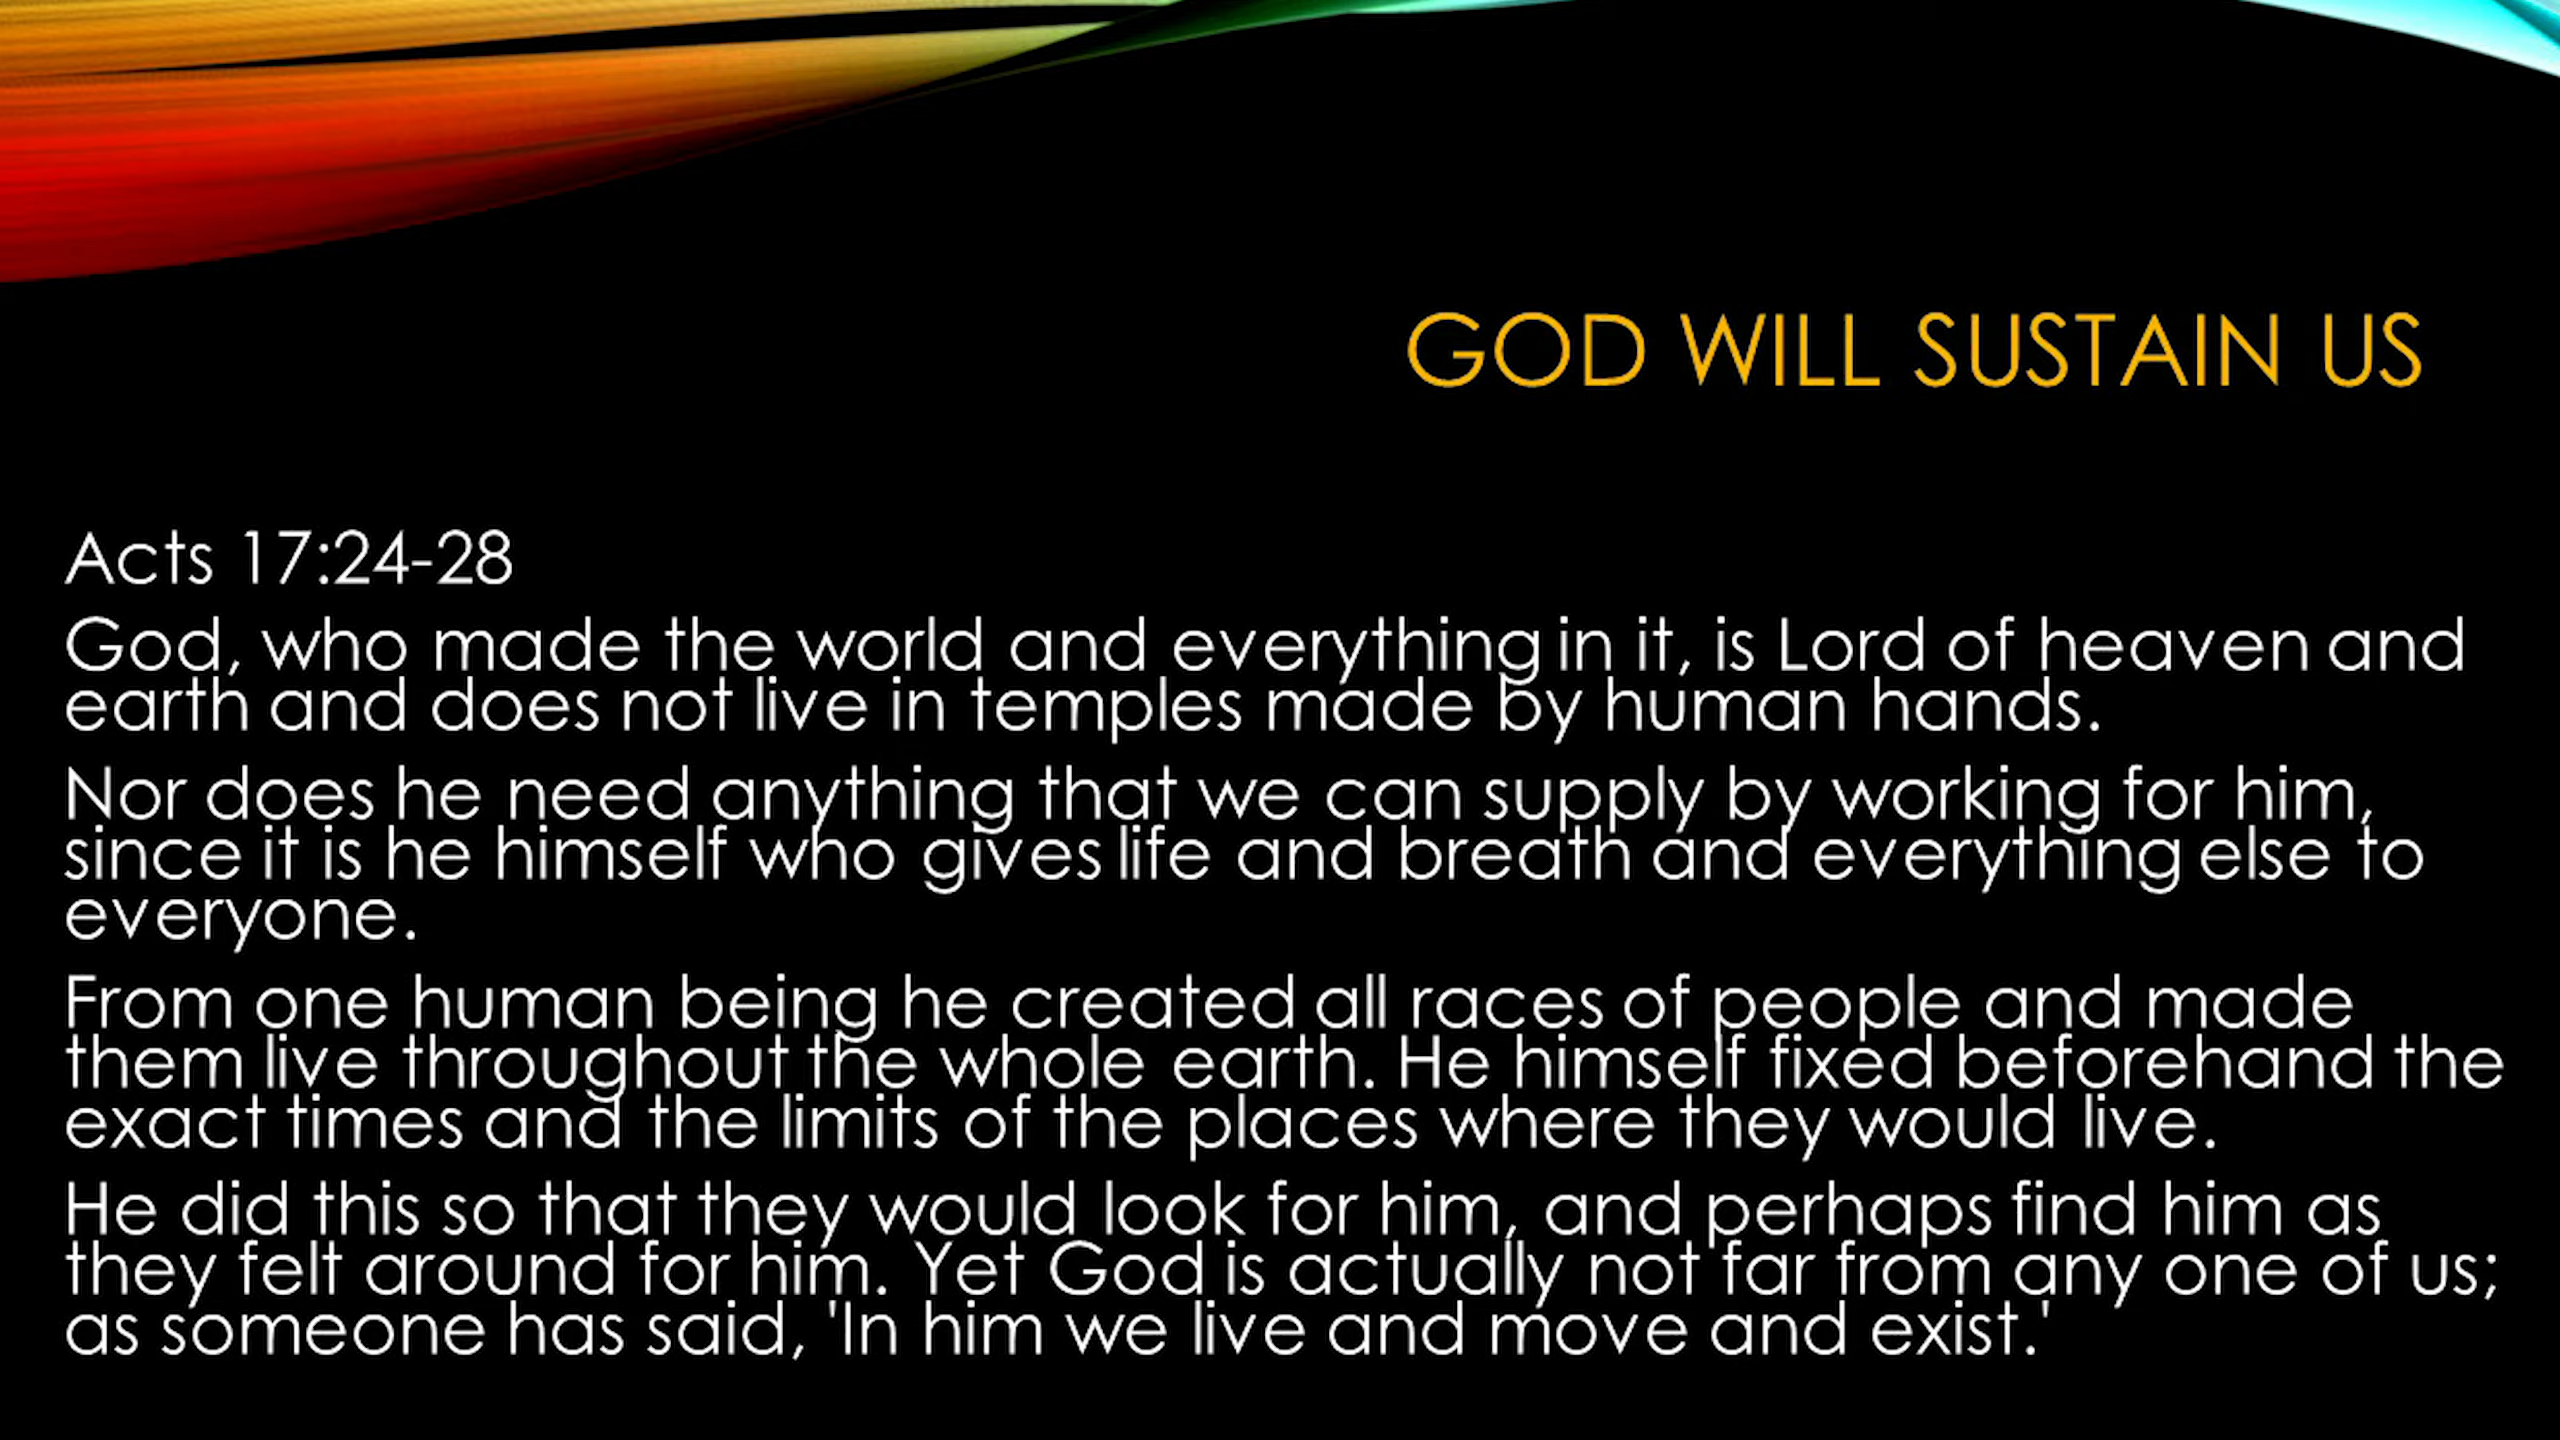 GOD WILL SUSTAIN US
Acts 17:24-28
God, who made the world and everything in it, is Lord of heaven and
earth and does not live in temples made by human hands.
Nor does he need anything that we can supply by working for him,
since it is he himself who gives life and breath and everything else to
everyone.
From one human being he created all races of people and made
them live throughout the whole earth. He himself fixed beforehand the
exact times and the limits of the places where they would live.
He did this so that they would look for him, and perhaps find him as
they felt around for him. Yet God is actually not far from any one of us;
as someone has said, 'In him we live and move and exist.'